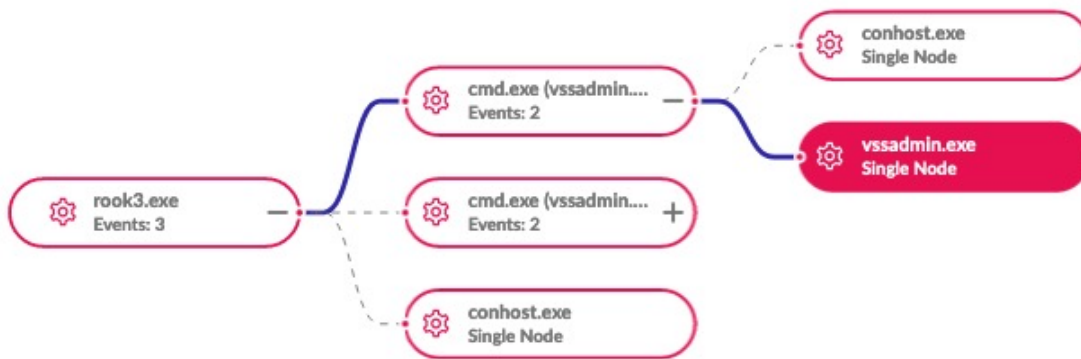 conhost.exe
Single Node
cmd.exe (vssadmin....
Events: 2
vssadmin.exe
Single Node
rook3.exe
Events: 3
cmd.exe (vssadmin....
Events: 2
conhost.exe
Single Node